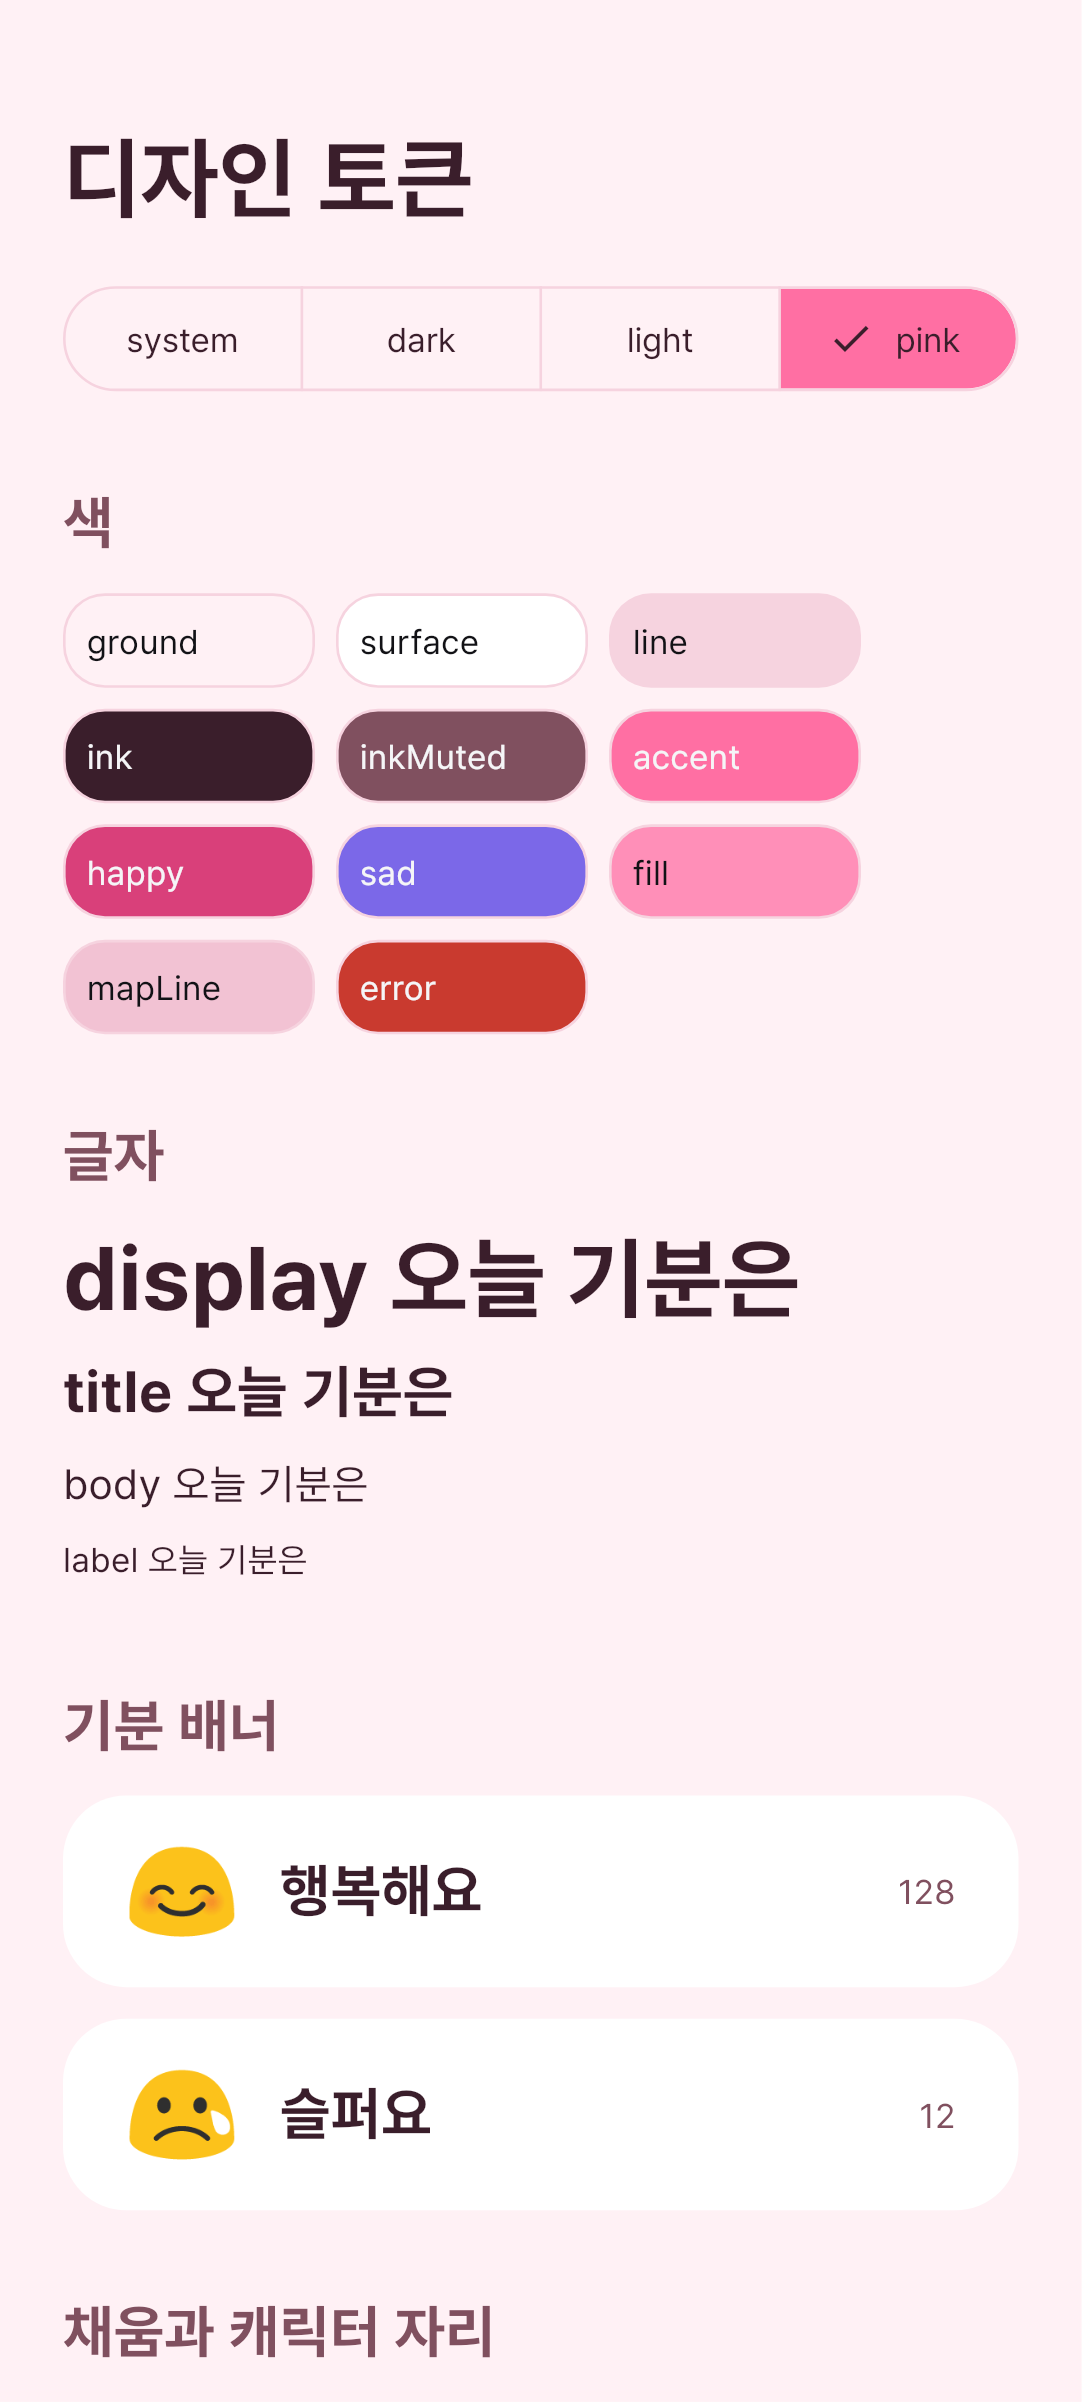 디자인 토큰
system dark light pink
색
ground surface line
ink inkMuted accent
happy sad fill
mapLine error
글자
display 오늘 기분은
title 오늘 기분은
body 오늘 기분은
label 오늘 기분은
기분 배너
행복해요 128
슬퍼요 12
채움과 캐릭터 자리